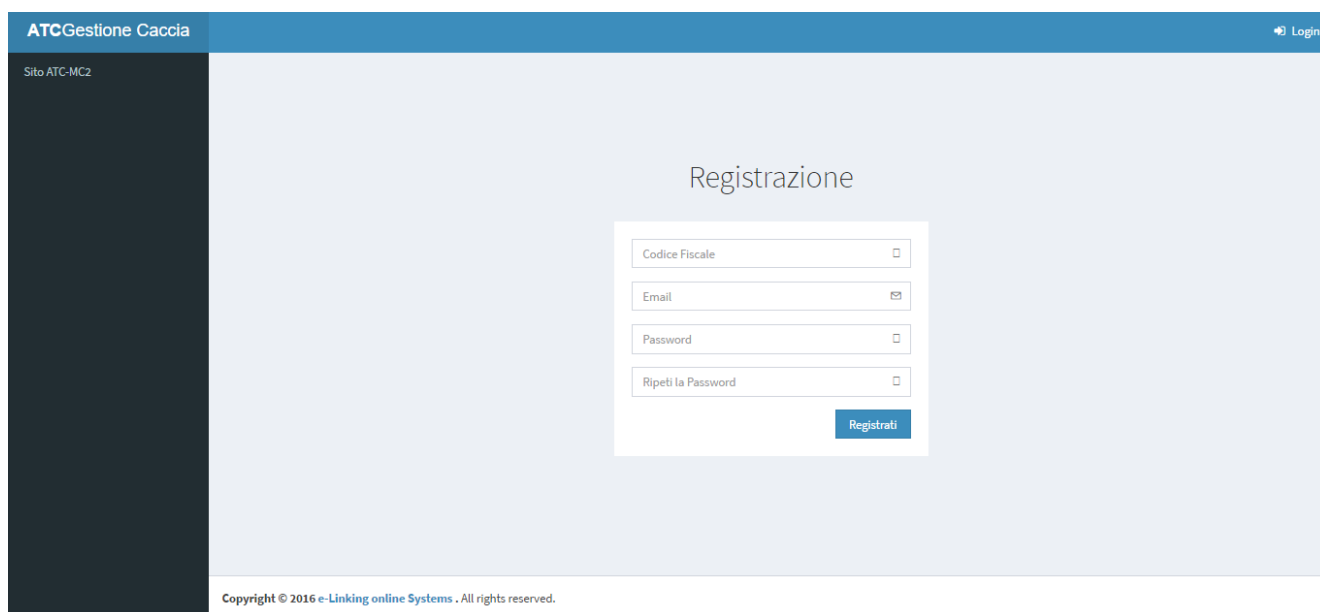 ATCGestione Caccia
Login
Sito ATC-MC2
Registrazione
Codice Fiscale
Email
Password
Ripeti la Password
Registrati
Copyright © 2016 e-Linking online Systems . All rights reserved.